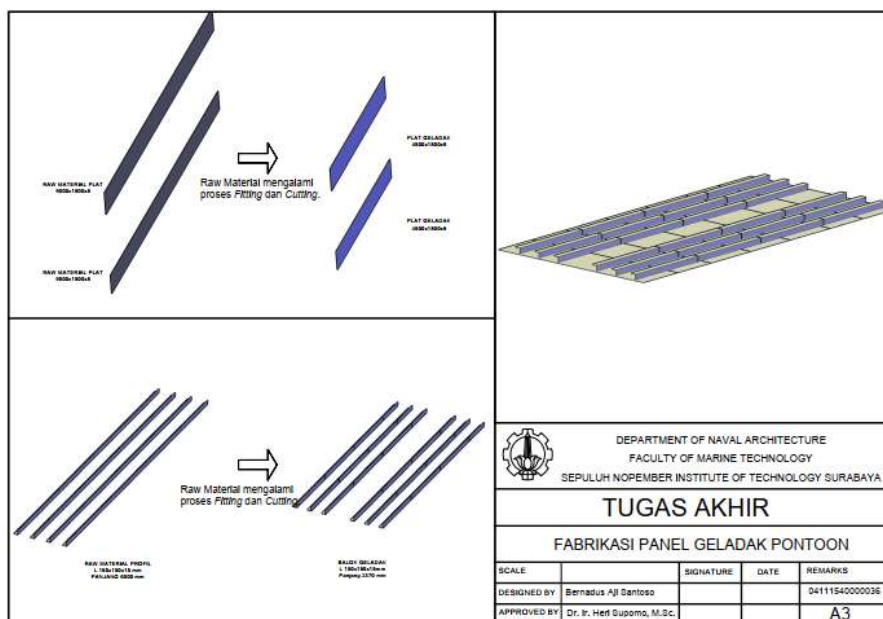 RAW MATERIAL PLAT
PLAT GELADAK
Raw Material mengalami
proses Fitting dan Cutting.
RAW MATERIAL PLAT
PLAT GELADAK
Raw Material mengalami
proses Fitting dan Cutting.
RAW MATERIAL PROFIL
PANJANG 6000 mm
BALOK GELADAK
DEPARTMENT OF NAVAL ARCHITECTURE
FACULTY OF MARINE TECHNOLOGY
SEPULUH NOPEMBER INSTITUTE OF TECHNOLOGY SURABAYA
TUGAS AKHIR
FABRIKASI PANEL GELADAK PONTOON
SCALE SIGNATURE DATE REMARKS
DESIGNED BY Bernadus Aji Santoso 04111540000036
APPROVED BY Dr. Ir. Heri Supomo, M.Sc. A3